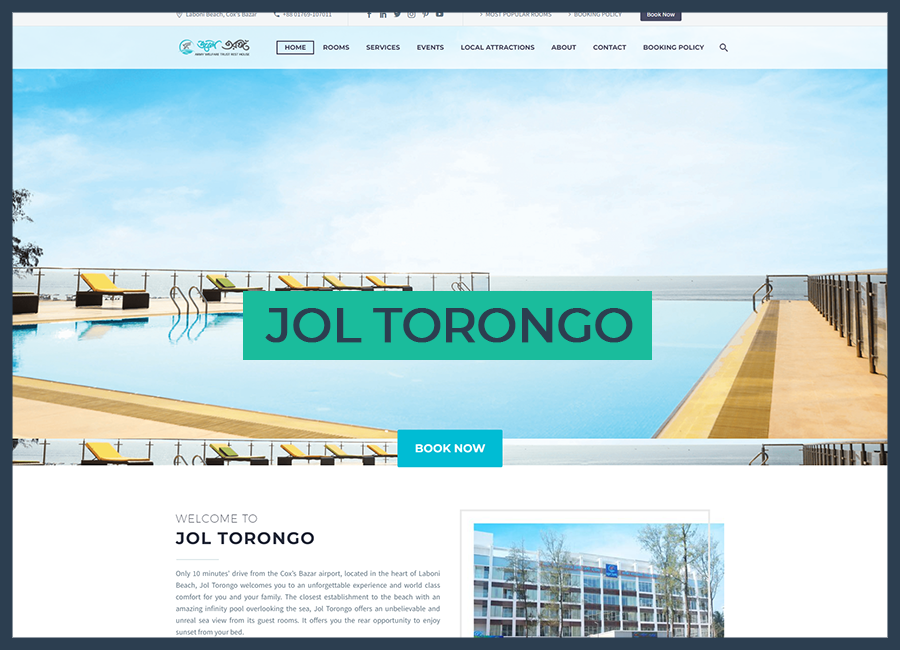 Laboni Beach, Cox's Bazar +88 01769-107011 MOST POPULAR ROOMS BOOKING POLICY Book Now
জল তরঙ্গ
ARMY WELFARE TRUST REST HOUSE
HOME ROOMS SERVICES EVENTS LOCAL ATTRACTIONS ABOUT CONTACT BOOKING POLICY
JOL TORONGO
BOOK NOW
WELCOME TO
JOL TORONGO
Only 10 minutes' drive from the Cox's Bazar airport, located in the heart of Laboni
Beach, Jol Torongo welcomes you to an unforgettable experience and world class
comfort for you and your family. The closest establishment to the beach with an
amazing infinity pool overlooking the sea, Jol Torongo offers an unbelievable and
unreal sea view from its guest rooms. It offers you the rear opportunity to enjoy
sunset from your bed.